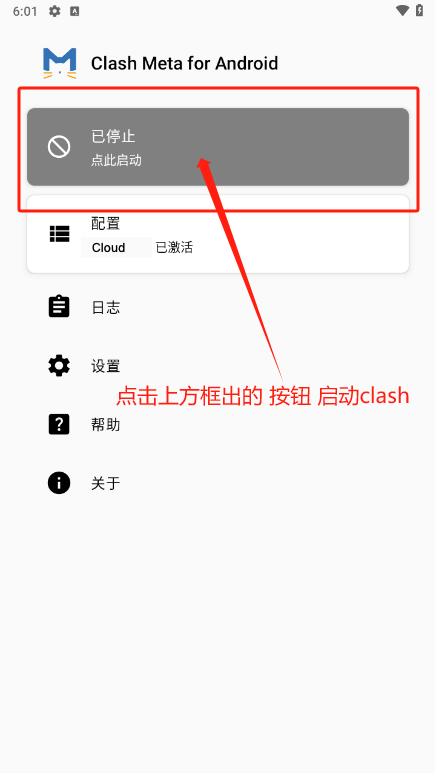 6:01
Clash Meta for Android
已停止
点此启动
配置
Cloud 已激活
日志
设置
点击上方框出的 按钮 启动clash
帮助
关于